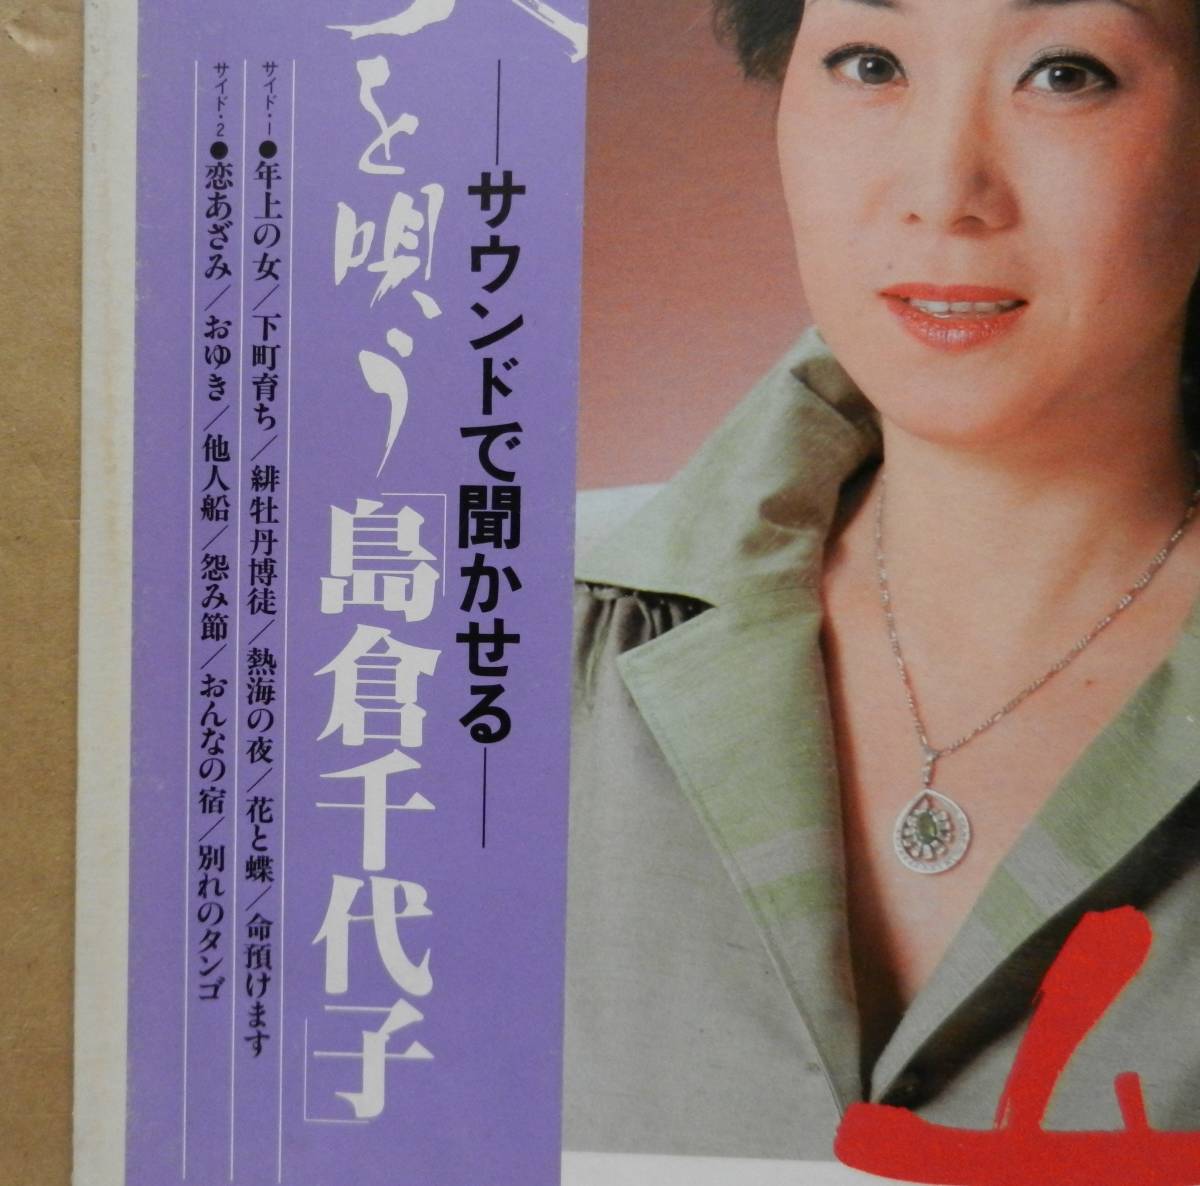 サウンドで聞かせる
を唄う「島倉千代子」
サイド・1●年上の女/下町育ち/緋牡丹博徒/熱海の夜/花と蝶/命預けます
サイド・2●恋あざみ/おゆき/他人船/怨み節/おんなの宿/別れのタンゴ